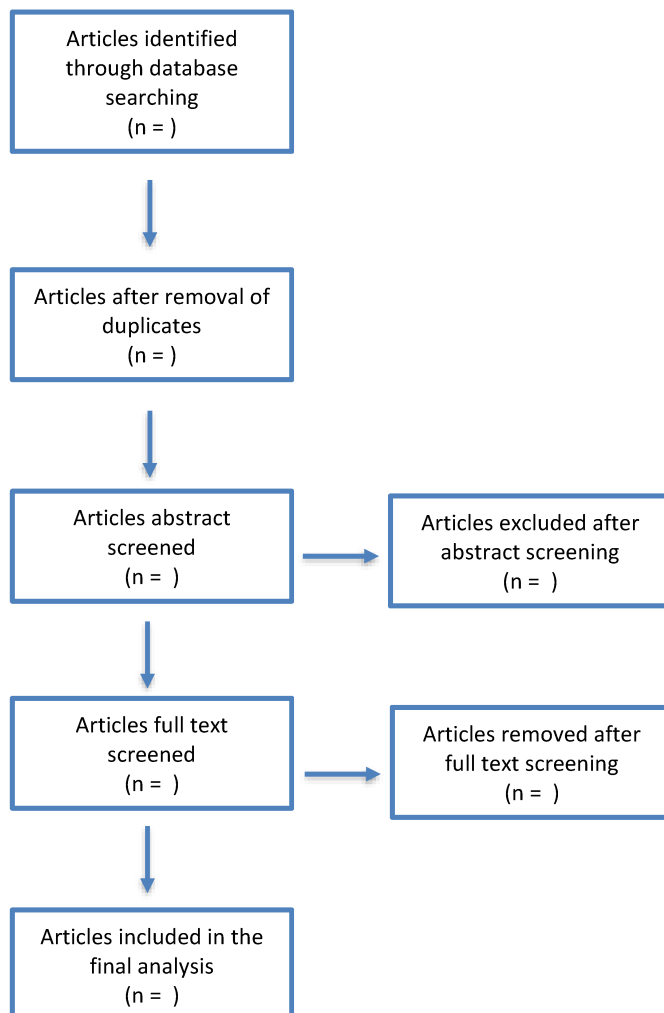 Articles identified
through database
searching
(n = )
Articles after removal of
duplicates
(n = )
Articles abstract
screened
(n =  )
Articles excluded after
abstract screening
(n =  )
Articles full text
screened
(n =  )
Articles removed after
full text screening
(n =  )
Articles included in the
final analysis
(n =  )